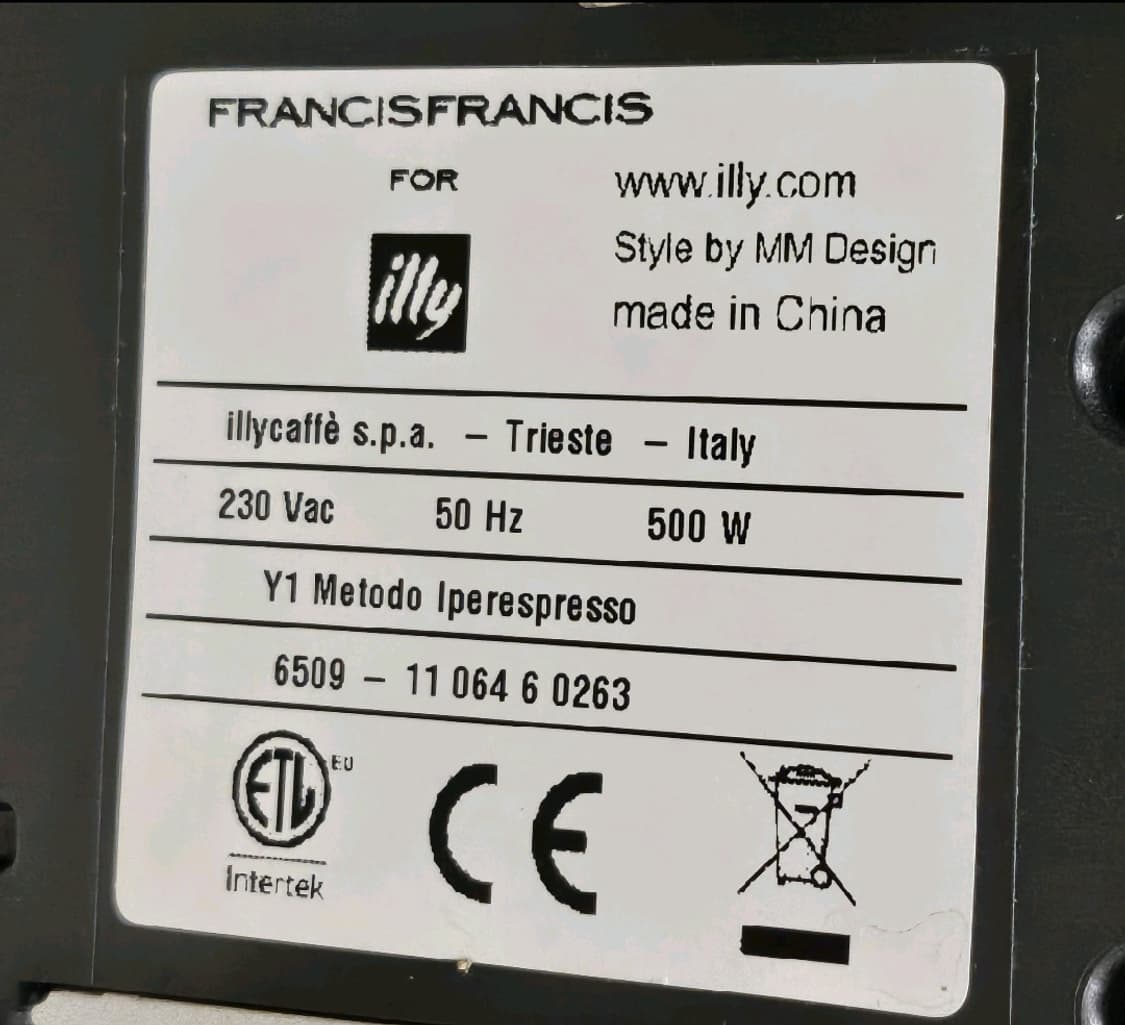 FRANCISFRANCIS
FOR
illy
www.illy.com
Style by MM Design
made in China
illycaffè s.p.a. – Trieste – Italy
230 Vac 50 Hz 500 W
Y1 Metodo Iperespresso
6509 – 11 064 6 0263
ETL EU
Intertek
CE